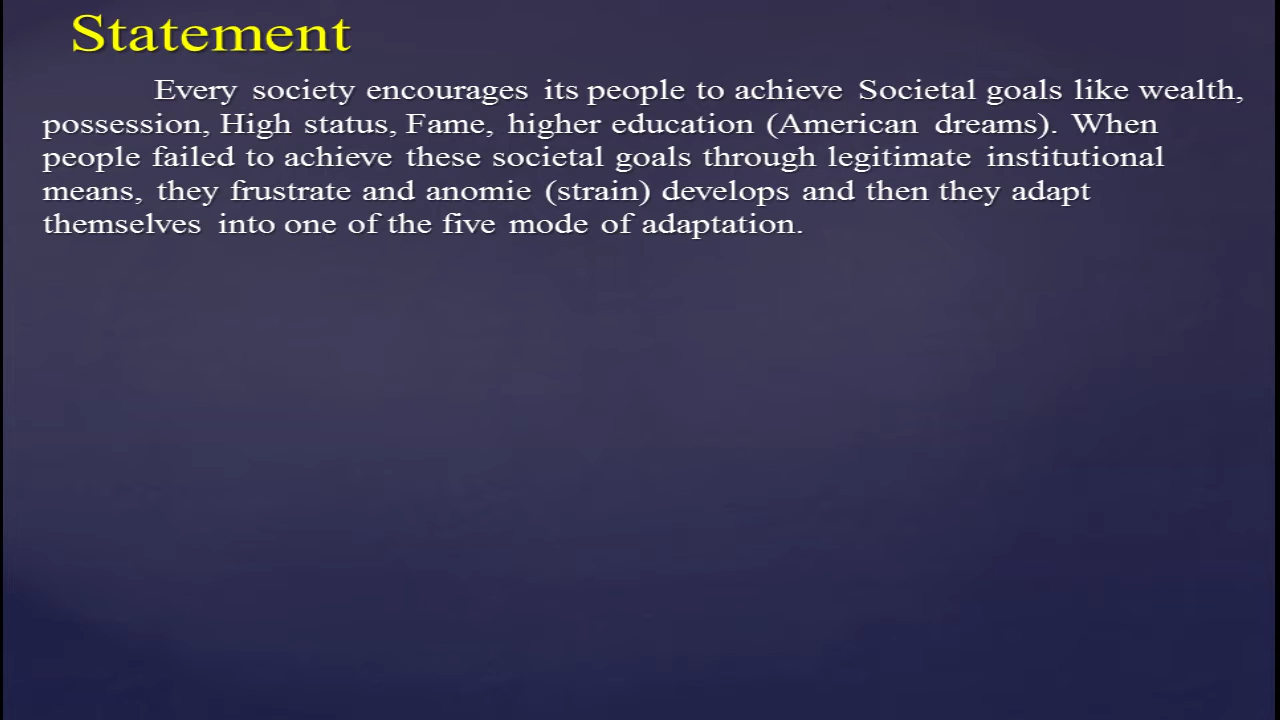 Statement
Every society encourages its people to achieve Societal goals like wealth,
possession, High status, Fame, higher education (American dreams). When
people failed to achieve these societal goals through legitimate institutional
means, they frustrate and anomie (strain) develops and then they adapt
themselves into one of the five mode of adaptation.